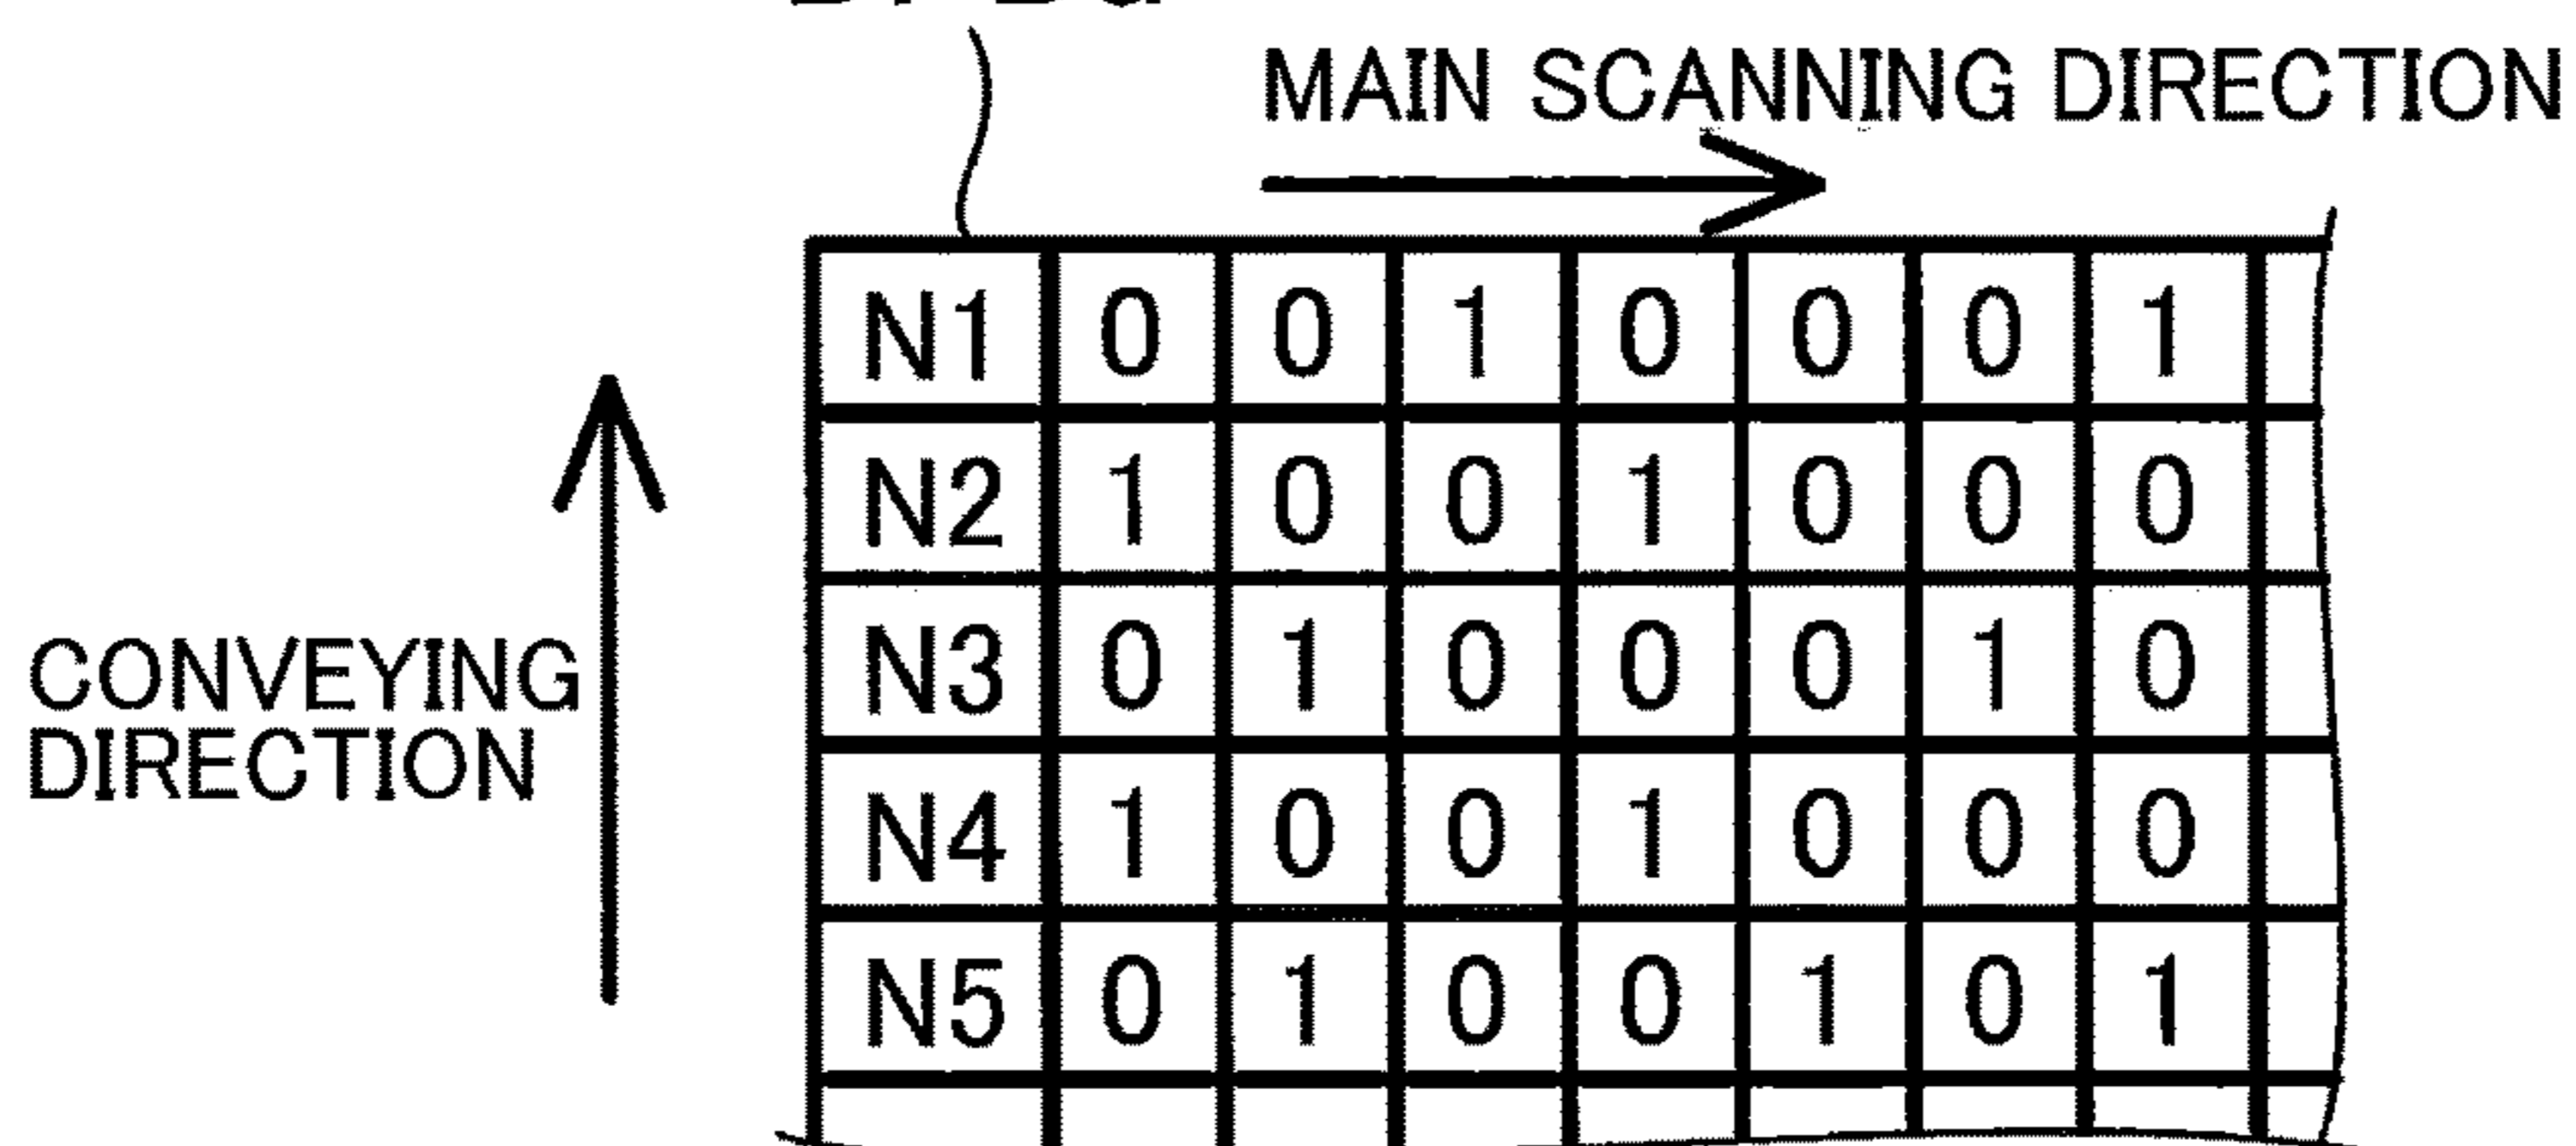 MAIN SCANNING DIRECTION
N1 0 0 1 0 0 0 1
N2 1 0 0 1 0 0 0
N3 0 1 0 0 0 1 0
N4 1 0 0 1 0 0 0
N5 0 1 0 0 1 0 1
CONVEYING
DIRECTION